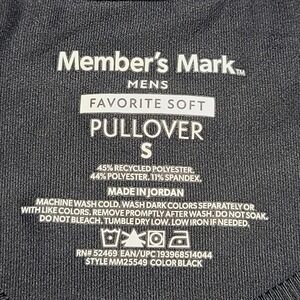 Member's Mark™
MENS
FAVORITE SOFT
PULLOVER
S
45% RECYCLED POLYESTER,
44% POLYESTER, 11% SPANDEX.
MADE IN JORDAN
MACHINE WASH COLD. WASH DARK COLORS SEPARATELY OR
WITH LIKE COLORS. REMOVE PROMPTLY AFTER WASH. DO NOT SOAK.
DO NOT BLEACH. TUMBLE DRY LOW. LOW IRON IF NEEDED.
RN# 52469 EAN/UPC 193968514044
STYLE MM25549 COLOR BLACK